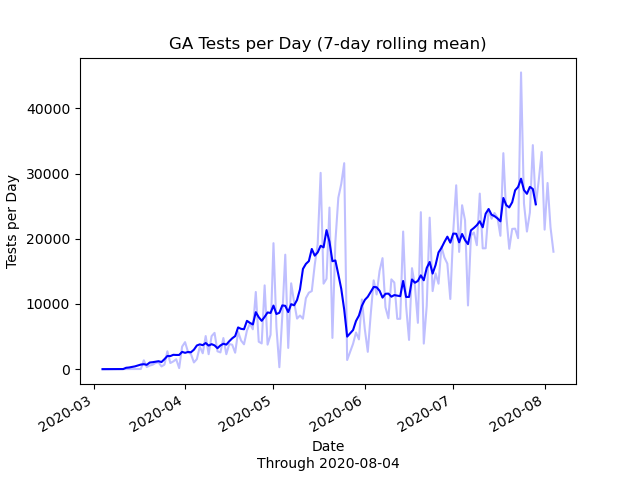 GA Tests per Day (7-day rolling mean)
Tests per Day
40000
30000
20000
10000
0
2020-03
2020-04
2020-05
2020-06
2020-07
2020-08
Date
Through 2020-08-04